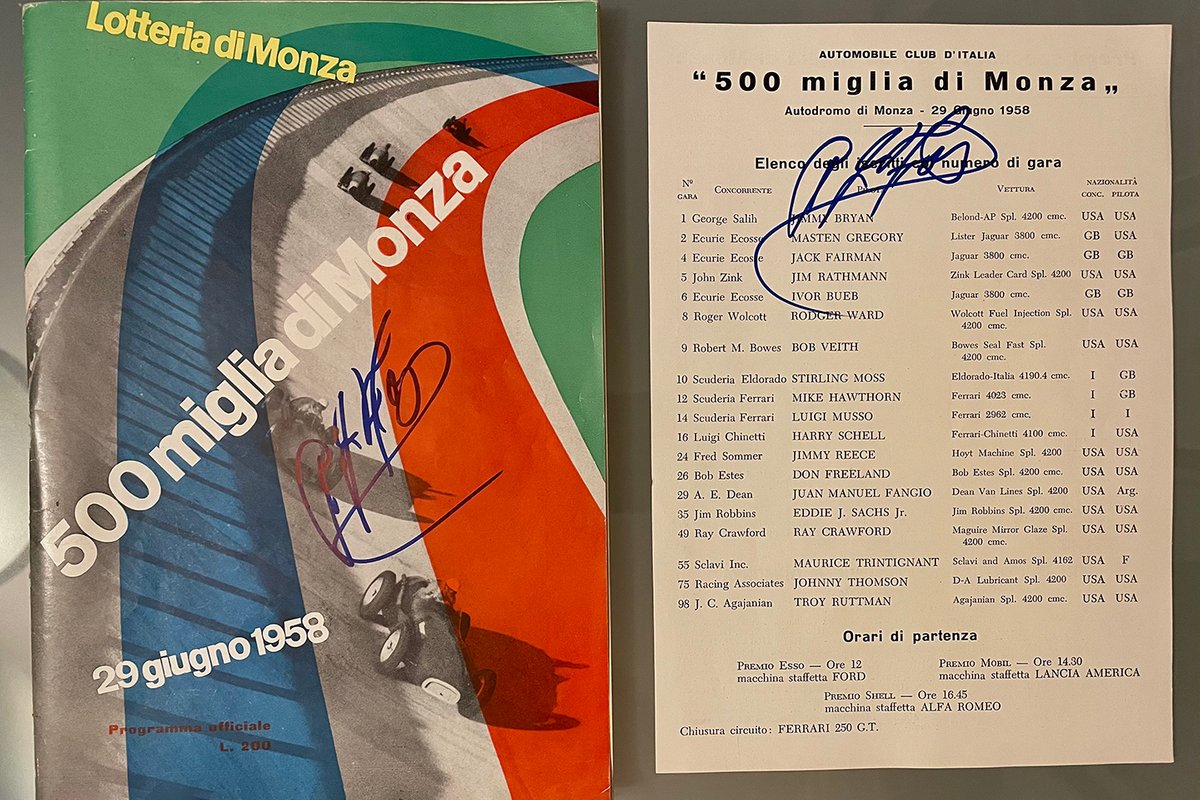 Lotteria di Monza
500 miglia di Monza
29 giugno 1958
Programma ufficiale
L. 200
AUTOMOBILE CLUB D'ITALIA
“500 miglia di Monza„
Autodromo di Monza - 29 Giugno 1958
Elenco degli iscritti col numero di gara
Nº GARA CONCORRENTE PILOTA VETTURA NAZIONALITÀ CONC. PILOTA
1 George Salih JIMMY BRYAN Belond-AP Spl. 4200 cmc. USA USA
2 Ecurie Ecosse MASTEN GREGORY Lister Jaguar 3800 cmc. GB USA
4 Ecurie Ecosse JACK FAIRMAN Jaguar 3800 cmc. GB GB
5 John Zink JIM RATHMANN Zink Leader Card Spl. 4200 USA USA
6 Ecurie Ecosse IVOR BUEB Jaguar 3800 cmc. GB GB
8 Roger Wolcott RODGER WARD Wolcott Fuel Injection Spl. USA USA
4200 cmc.
9 Robert M. Bowes BOB VEITH Bowes Seal Fast Spl. USA USA
4200 cmc.
10 Scuderia Eldorado STIRLING MOSS Eldorado-Italia 4190.4 cmc. I GB
12 Scuderia Ferrari MIKE HAWTHORN Ferrari 4023 cmc. I GB
14 Scuderia Ferrari LUIGI MUSSO Ferrari 2962 cmc. I I
16 Luigi Chinetti HARRY SCHELL Ferrari-Chinetti 4100 cmc. I USA
24 Fred Sommer JIMMY REECE Hoyt Machine Spl. 4200 USA USA
26 Bob Estes DON FREELAND Bob Estes Spl. 4200 cmc. USA USA
29 A. E. Dean JUAN MANUEL FANGIO Dean Van Lines Spl. 4200 USA Arg.
35 Jim Robbins EDDIE J. SACHS Jr. Jim Robbins Spl. 4200 cmc. USA USA
49 Ray Crawford RAY CRAWFORD Maguire Mirror Glaze Spl. USA USA
4200 cmc.
55 Sclavi Inc. MAURICE TRINTIGNANT Sclavi and Amos Spl. 4162 USA F
75 Racing Associates JOHNNY THOMSON D-A Lubricant Spl. 4200 USA USA
98 J. C. Agajanian TROY RUTTMAN Agajanian Spl. 4200 cmc. USA USA
Orari di partenza
PREMIO ESSO — Ore 12
macchina staffetta FORD
PREMIO MOBIL — Ore 14.30
macchina staffetta LANCIA AMERICA
PREMIO SHELL — Ore 16.45
macchina staffetta ALFA ROMEO
Chiusura circuito: FERRARI 250 G.T.